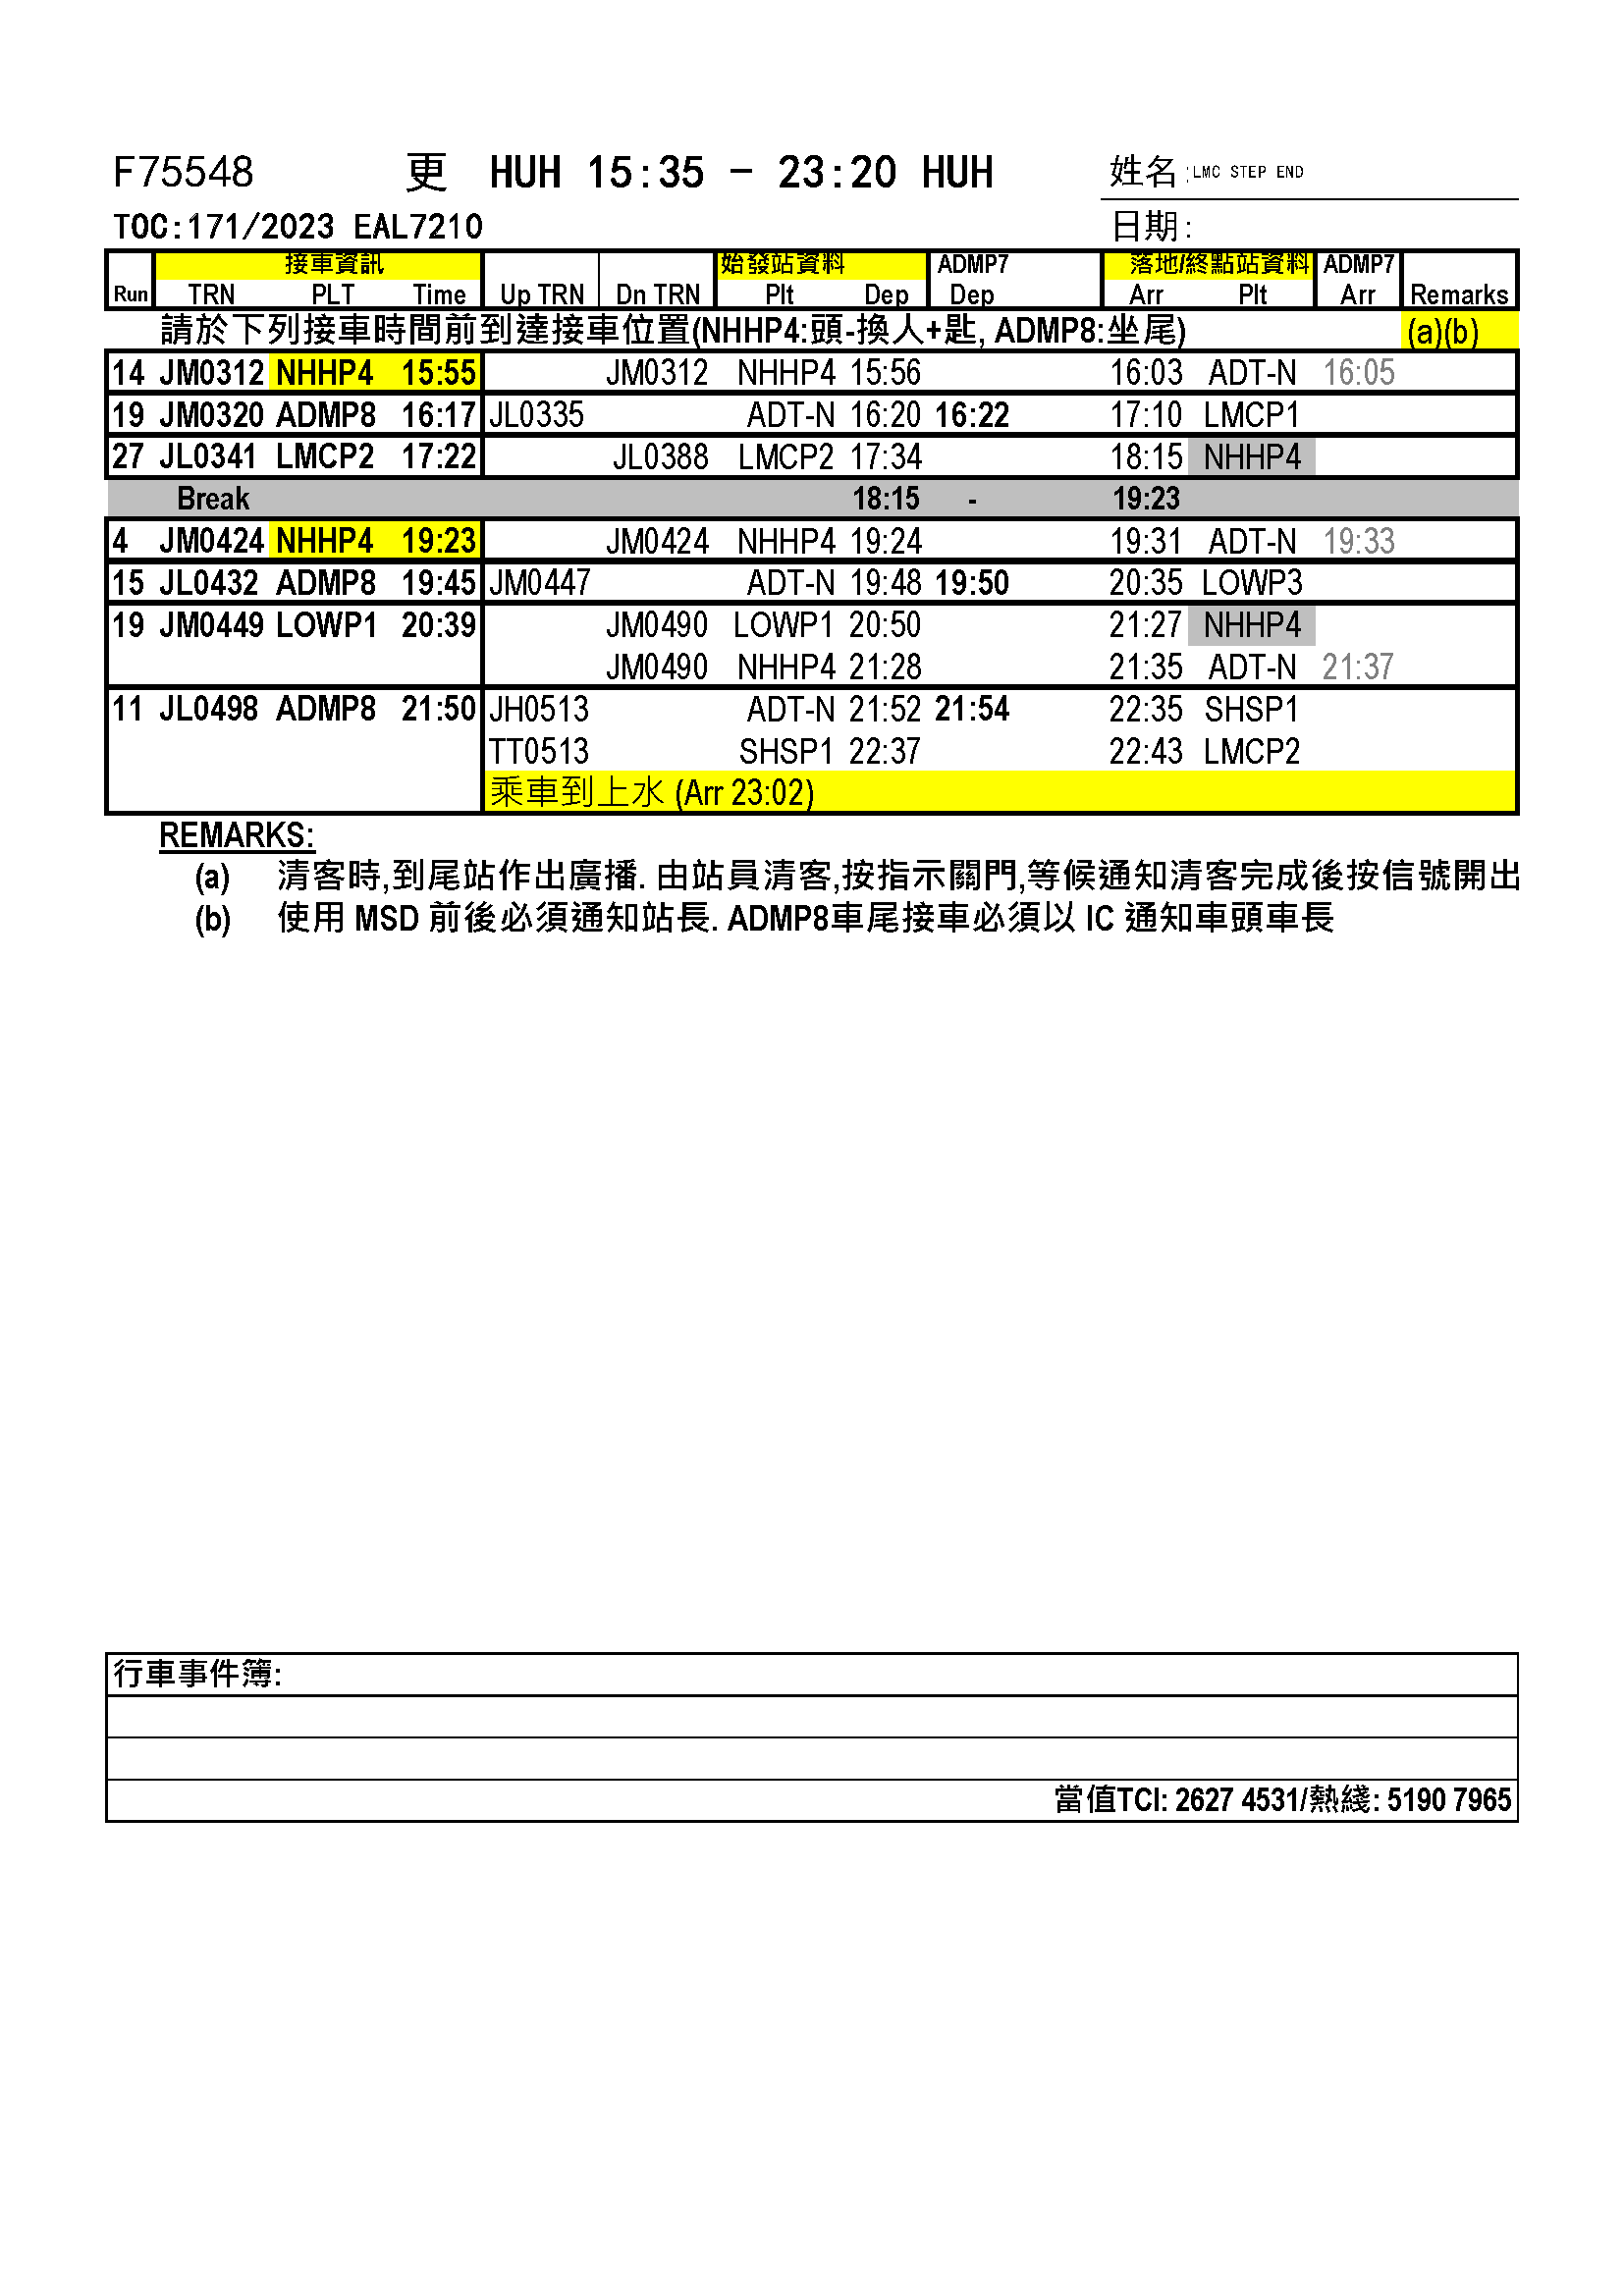 F75548 更 HUH 15:35 - 23:20 HUH 姓名:LMC STEP END
TOC:171/2023 EAL7210 日期:
接車資訊 始發站資料 ADMP7 落地/終點站資料 ADMP7
Run TRN PLT Time Up TRN Dn TRN Plt Dep Dep Arr Plt Arr Remarks
請於下列接車時間前到達接車位置(NHHP4:頭-換人+匙, ADMP8:坐尾) (a)(b)
14 JM0312 NHHP4 15:55 JM0312 NHHP4 15:56 16:03 ADT-N 16:05
19 JM0320 ADMP8 16:17 JL0335 ADT-N 16:20 16:22 17:10 LMCP1
27 JL0341 LMCP2 17:22 JL0388 LMCP2 17:34 18:15 NHHP4
Break 18:15 - 19:23
4 JM0424 NHHP4 19:23 JM0424 NHHP4 19:24 19:31 ADT-N 19:33
15 JL0432 ADMP8 19:45 JM0447 ADT-N 19:48 19:50 20:35 LOWP3
19 JM0449 LOWP1 20:39 JM0490 LOWP1 20:50 21:27 NHHP4
JM0490 NHHP4 21:28 21:35 ADT-N 21:37
11 JL0498 ADMP8 21:50 JH0513 ADT-N 21:52 21:54 22:35 SHSP1
TT0513 SHSP1 22:37 22:43 LMCP2
乘車到上水 (Arr 23:02)
REMARKS:
(a) 清客時,到尾站作出廣播. 由站員清客,按指示關門,等候通知清客完成後按信號開出
(b) 使用 MSD 前後必須通知站長. ADMP8車尾接車必須以 IC 通知車頭車長
行車事件簿:
當值TCI: 2627 4531/熱綫: 5190 7965